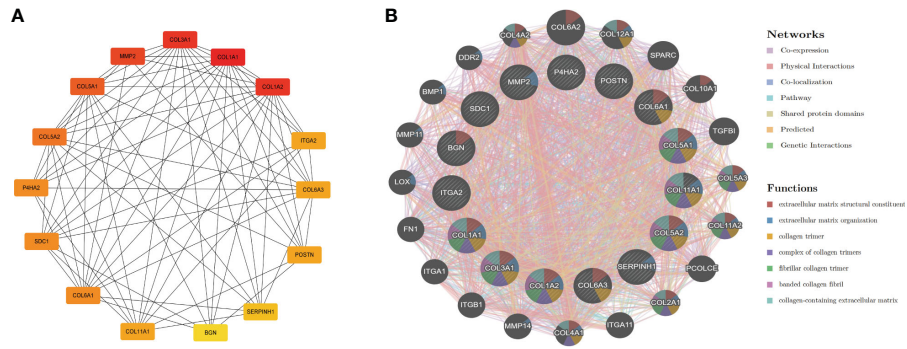 A
COL3A1
COL1A1
COL1A2
MMP2
COL5A1
COL5A2
P4HA2
SDC1
COL6A1
COL11A1
BGN
SERPINH1
POSTN
COL6A3
ITGA2
B
COL6A2
COL4A2
COL12A1
DDR2
SPARC
BMP1
COL10A1
MMP11
TGFBI
LOX
COL5A3
FN1
COL11A2
ITGA1
PCOLCE
ITGB1
COL2A1
MMP14
ITGA11
COL4A1
P4HA2
MMP2
POSTN
SDC1
COL6A1
BGN
COL5A1
ITGA2
COL11A1
COL1A1
COL5A2
COL3A1
SERPINH1
COL1A2
COL6A3
Networks
Co-expression
Physical Interactions
Co-localization
Pathway
Shared protein domains
Predicted
Genetic Interactions
Functions
extracellular matrix structural constituent
extracellular matrix organization
collagen trimer
complex of collagen trimers
fibrillar collagen trimer
banded collagen fibril
collagen-containing extracellular matrix